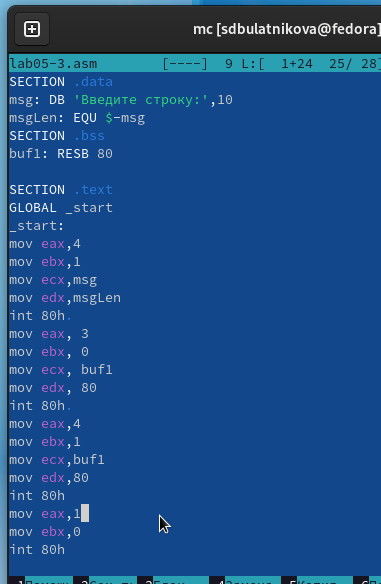 mc [sdbulatnikova@fedora]
lab05-3.asm [----] 9 L:[ 1+24 25/ 28]
SECTION .data
msg: DB 'Введите строку:',10
msgLen: EQU $-msg
SECTION .bss
buf1: RESB 80
SECTION .text
GLOBAL _start
_start:
mov eax,4
mov ebx,1
mov ecx,msg
mov edx,msgLen
int 80h.
mov eax, 3
mov ebx, 0
mov ecx, buf1
mov edx, 80
int 80h.
mov eax,4
mov ebx,1
mov ecx,buf1
mov edx,80
int 80h
mov eax,1
mov ebx,0
int 80h